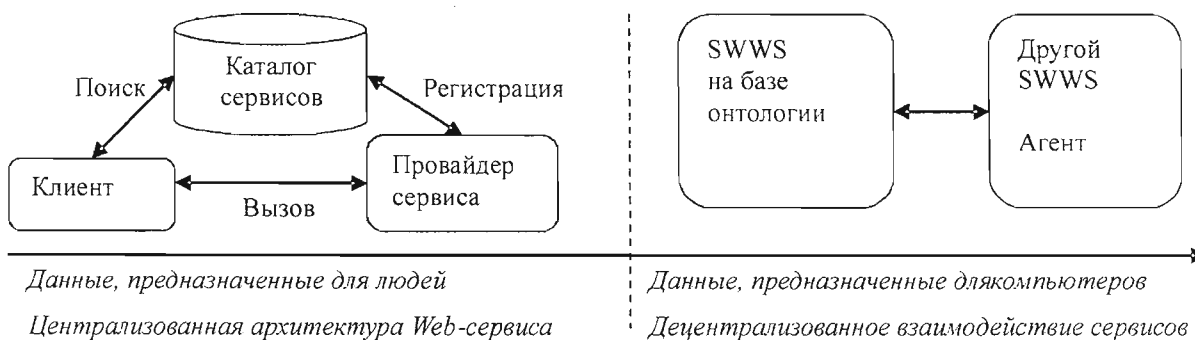 Каталог
сервисов
Поиск
Регистрация
Клиент
Провайдер
сервиса
Вызов
SWWS
на базе
онтологии
Другой
SWWS
Агент
Данные, предназначенные для людей
Централизованная архитектура Web-сервиса
Данные, предназначенные длякомпьютеров
Децентрализованное взаимодействие сервисов